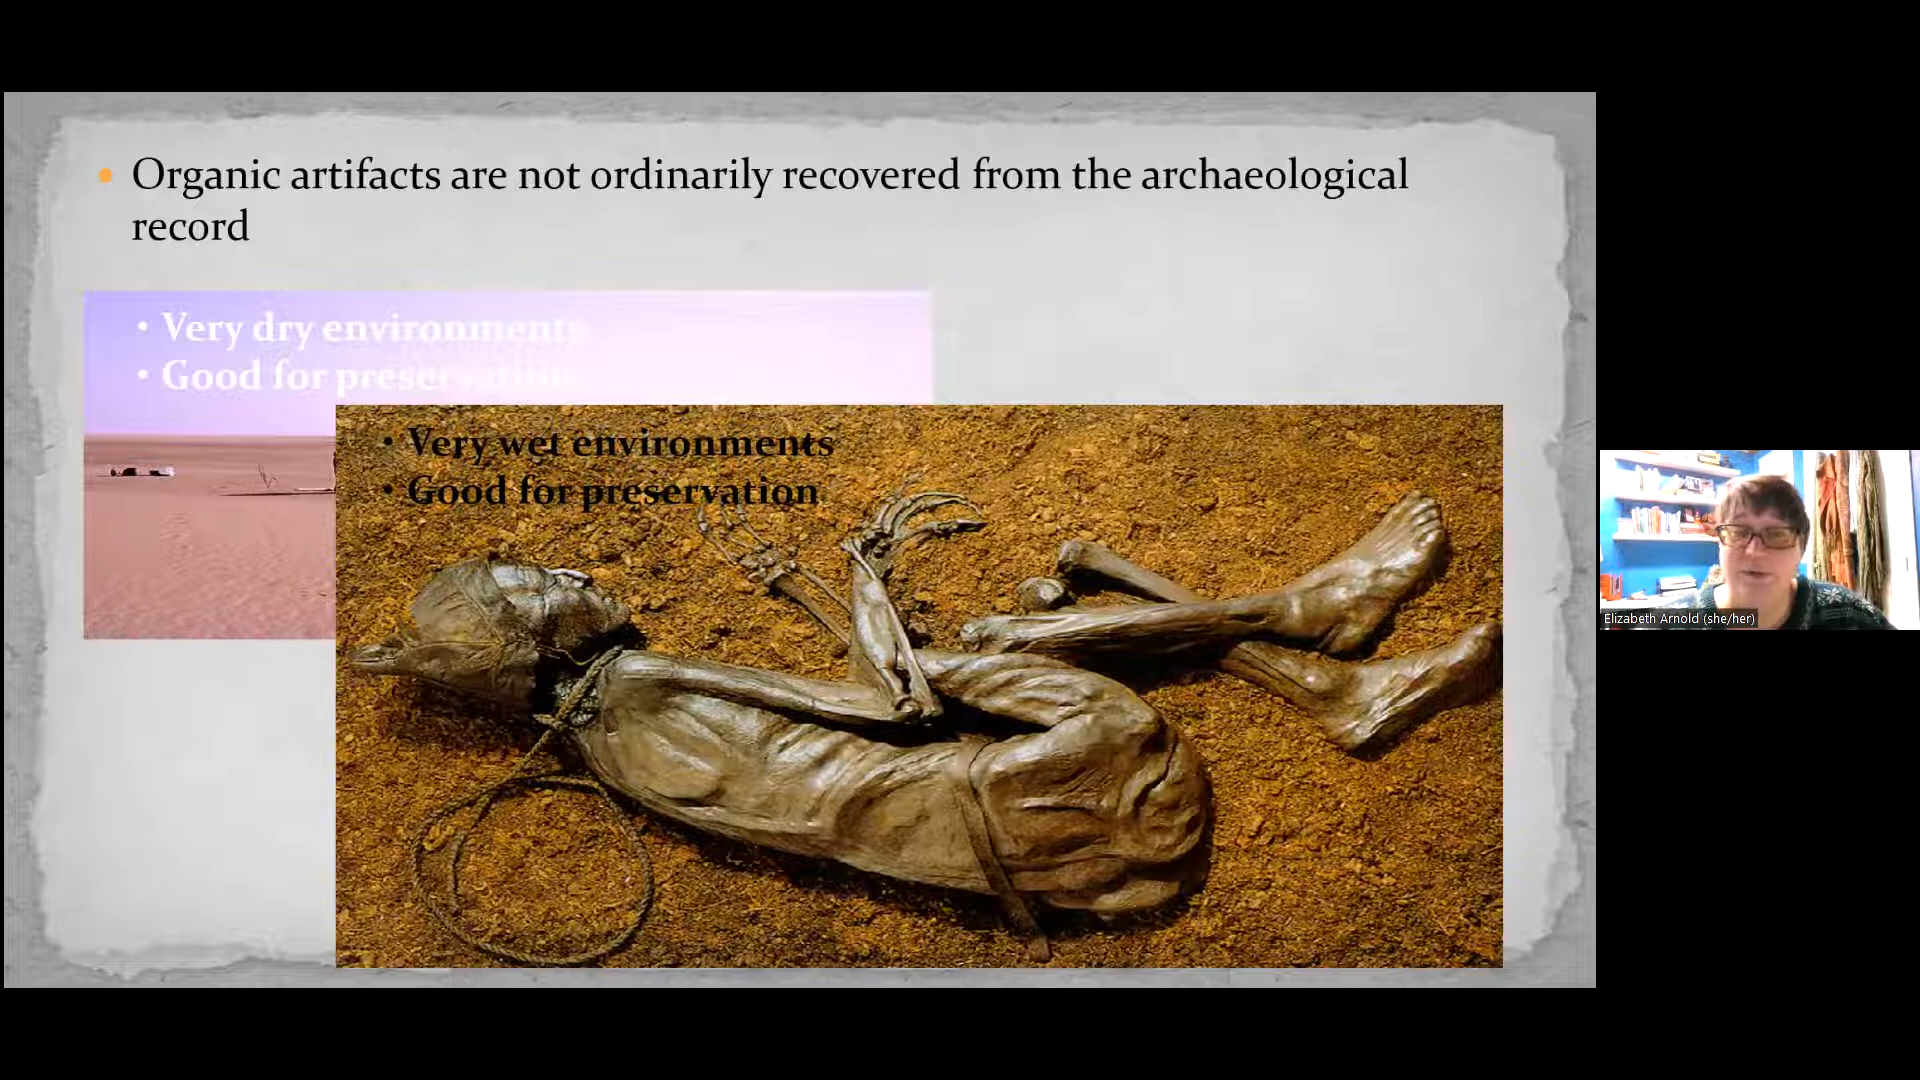 • Organic artifacts are not ordinarily recovered from the archaeological
record
• Very dry environments
• Good for preservation
• Very wet environments
• Good for preservation
Elizabeth Arnold (she/her)